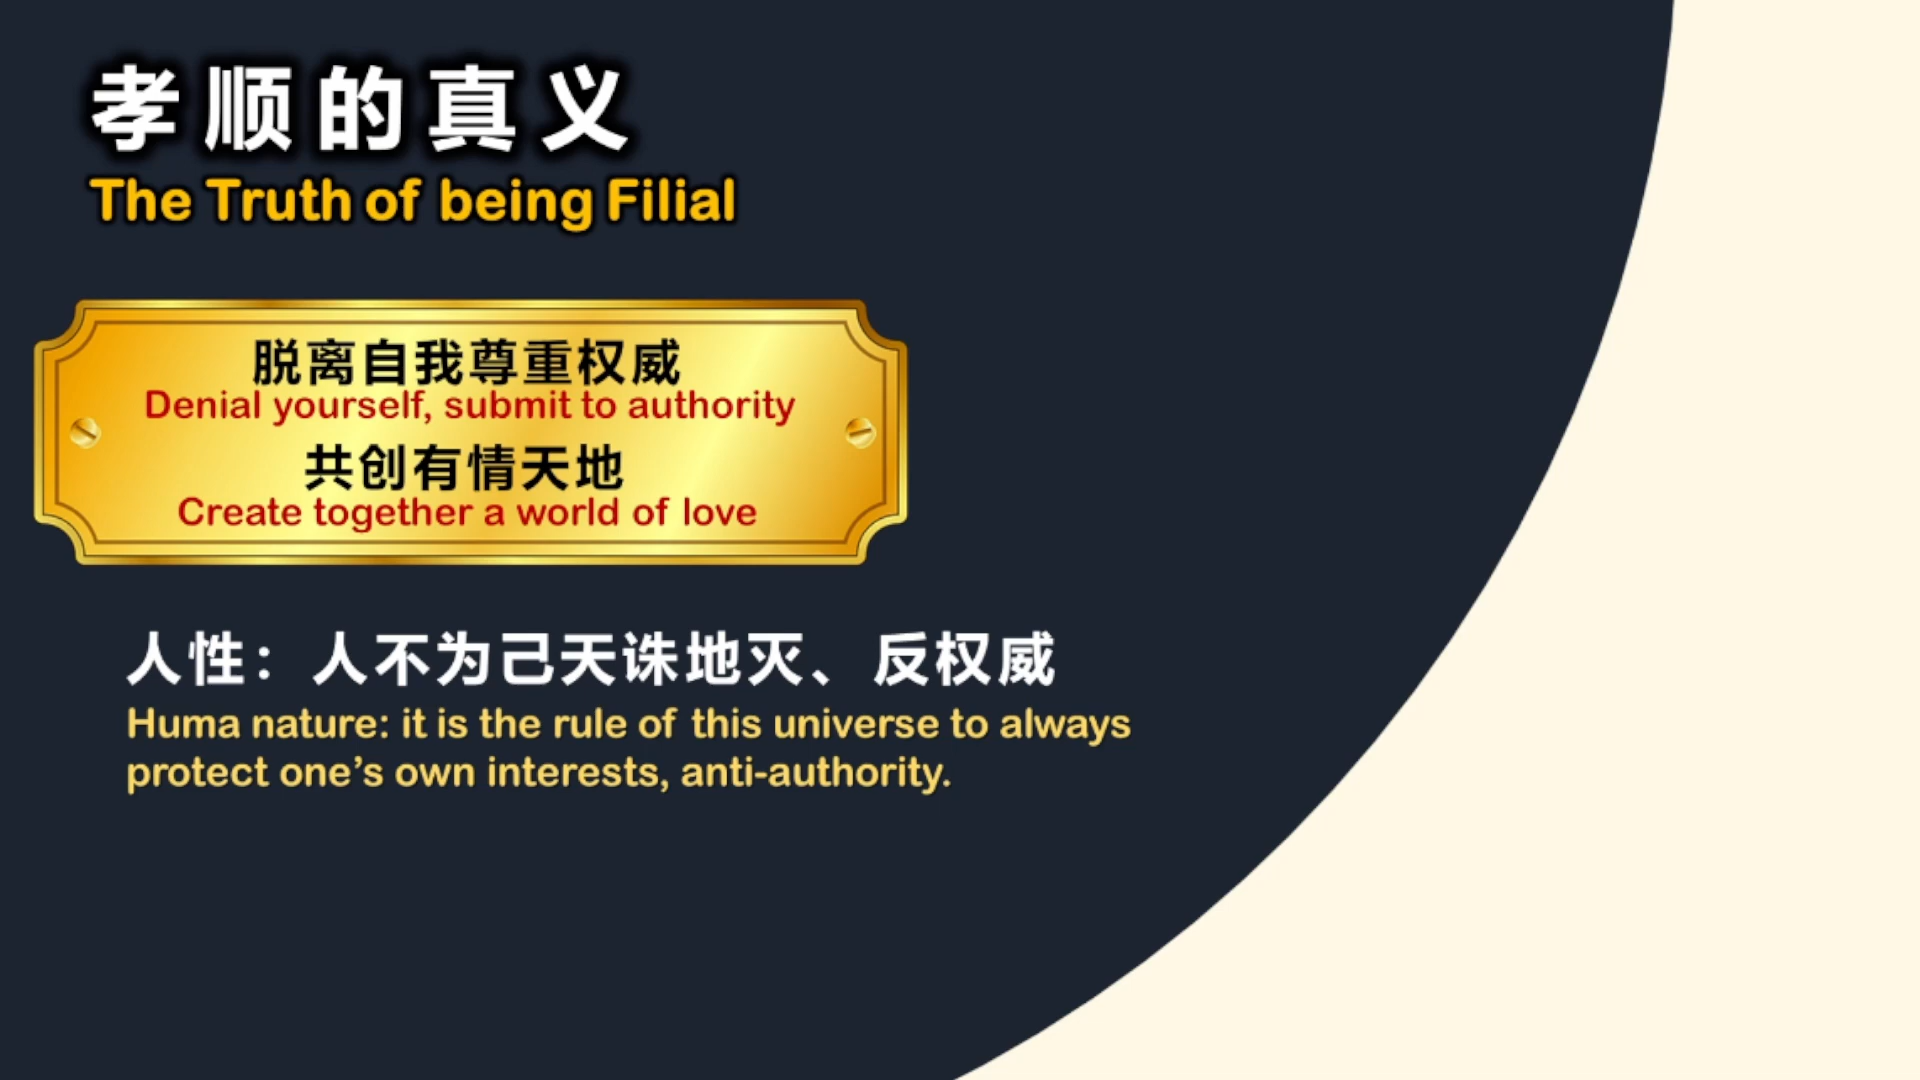 孝顺的真义
The Truth of being Filial
脱离自我尊重权威
Denial yourself, submit to authority
共创有情天地
Create together a world of love
人性：人不为己天诛地灭、反权威
Huma nature: it is the rule of this universe to always
protect one’s own interests, anti-authority.